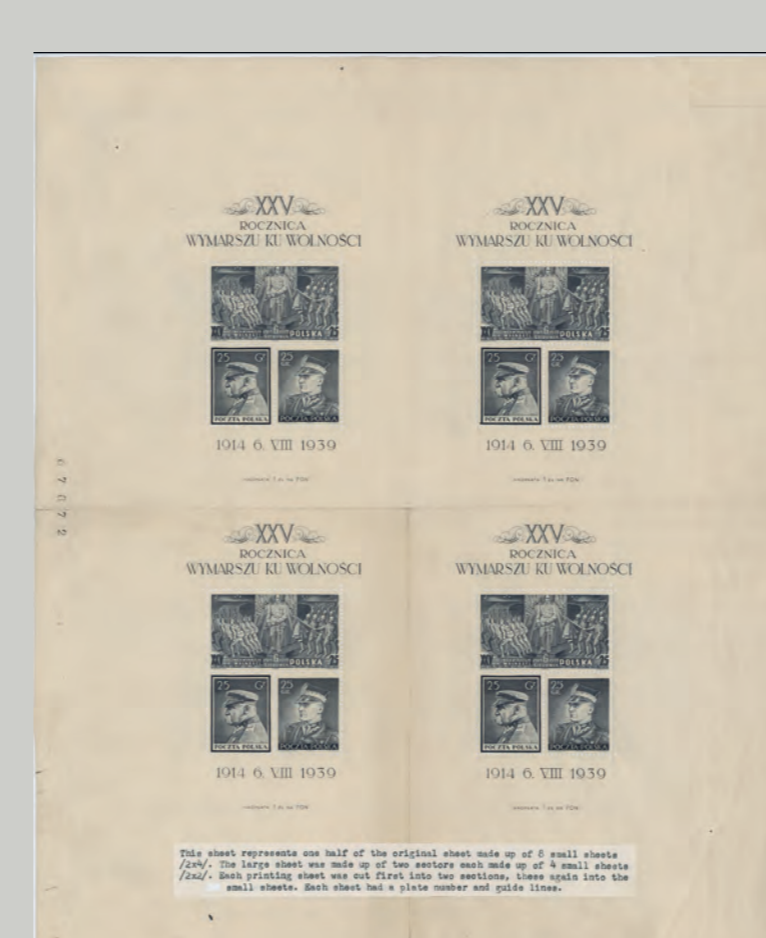 XXV
ROCZNICA
WYMARSZU KU WOLNOŚCI
POLSKA 25
25 Gr
25 GR.
POCZTA POLSKA
POCZTA POLSKA
1914 6. VIII 1939
XXV
ROCZNICA
WYMARSZU KU WOLNOŚCI
POLSKA 25
25 Gr
25 GR.
POCZTA POLSKA
POCZTA POLSKA
1914 6. VIII 1939
XXV
ROCZNICA
WYMARSZU KU WOLNOŚCI
POLSKA 25
25 Gr
25 GR.
POCZTA POLSKA
POCZTA POLSKA
1914 6. VIII 1939
XXV
ROCZNICA
WYMARSZU KU WOLNOŚCI
POLSKA 25
25 Gr
25 GR.
POCZTA POLSKA
POCZTA POLSKA
1914 6. VIII 1939
This sheet represents one half of the original sheet made up of 8 small sheets
/2x4/. The large sheet was made up of two sectors each made up of 4 small sheets
/2x2/. Each printing sheet was cut first into two sections, these again into the
small sheets. Each sheet had a plate number and guide lines.